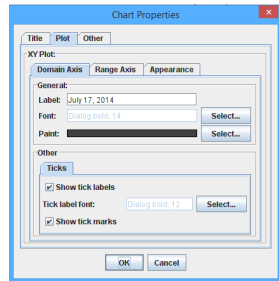 Chart Properties
Title Plot Other
XY Plot:
Domain Axis Range Axis Appearance
General:
Label: July 17, 2014
Font: Dialog.bold, 14 Select...
Paint: Select...
Other
Ticks
Show tick labels
Tick label font: Dialog.bold, 12 Select...
Show tick marks
OK Cancel